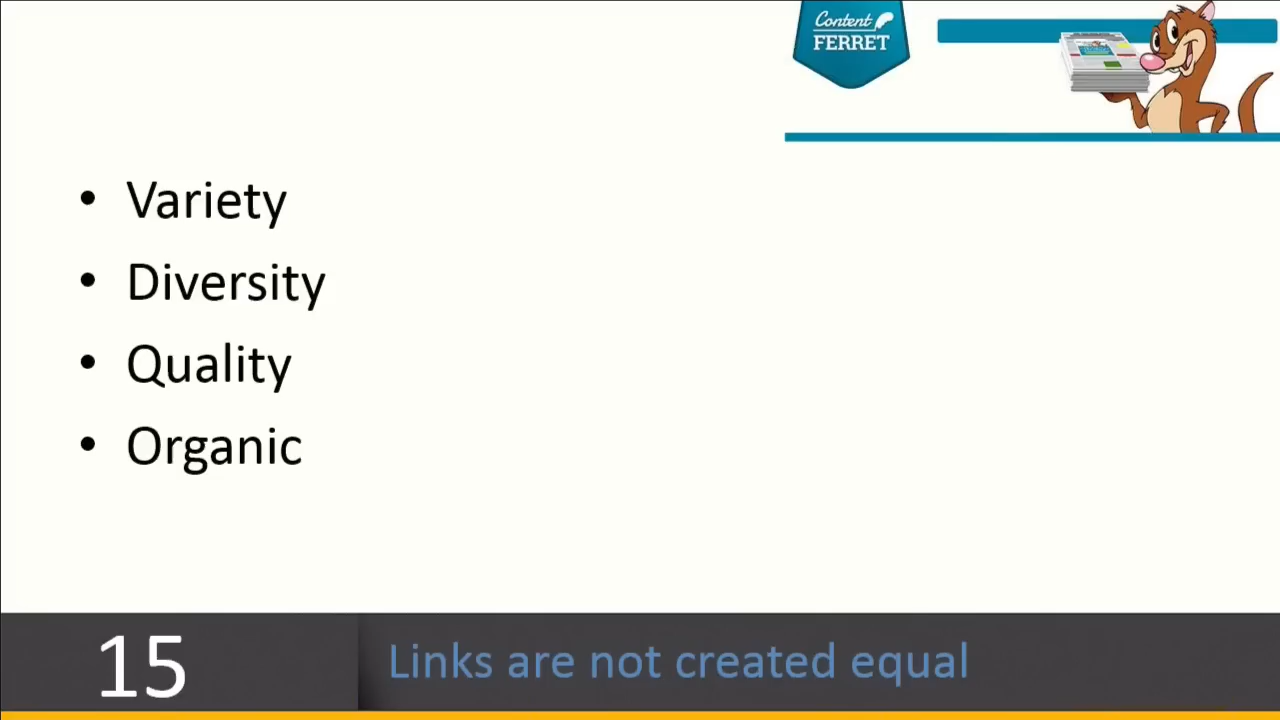 Content
FERRET
• Variety
• Diversity
• Quality
• Organic
15
Links are not created equal